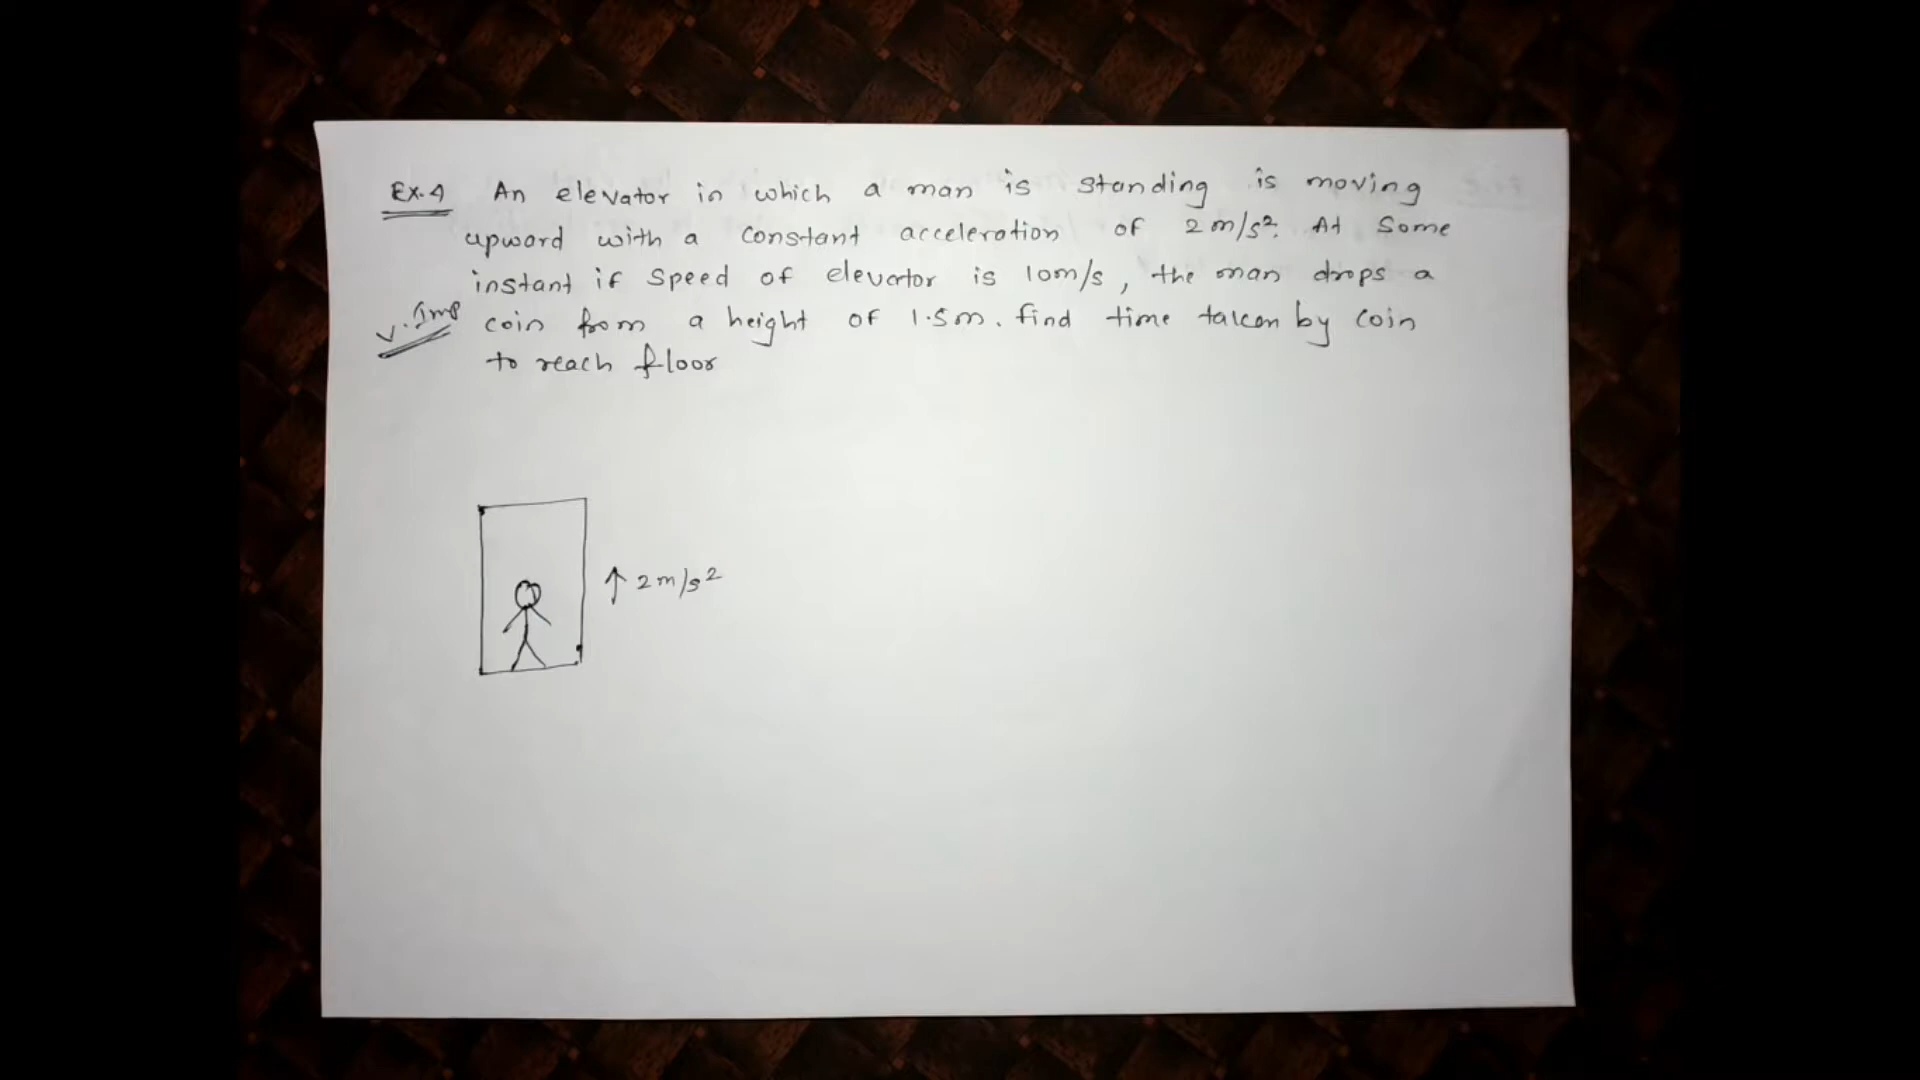 Ex.4 An elevator in which a man is standing is moving
upward with a constant acceleration of 2 m/s². At Some
instant if speed of elevator is 10m/s, the man drops a
v.Imp coin from a height of 1.5m. find time taken by coin
to reach floor
↑ 2m/s²